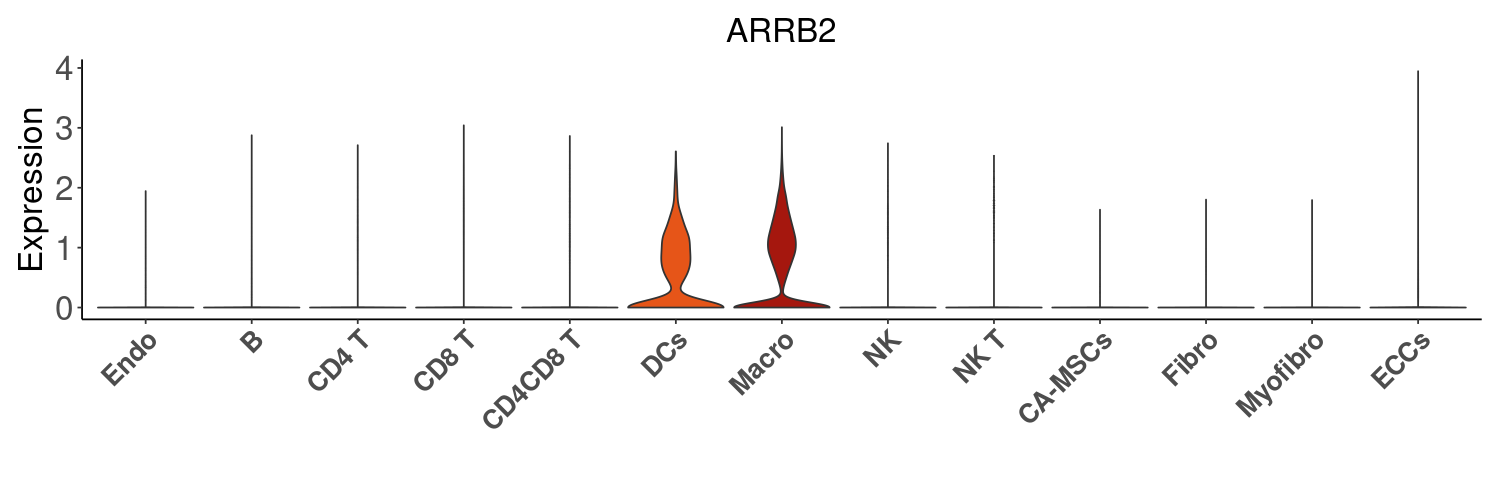 ARRB2
Expression
4
3
2
1
0
Endo
B
CD4 T
CD8 T
CD4CD8 T
DCs
Macro
NK
NK T
CA-MSCs
Fibro
Myofibro
ECCs